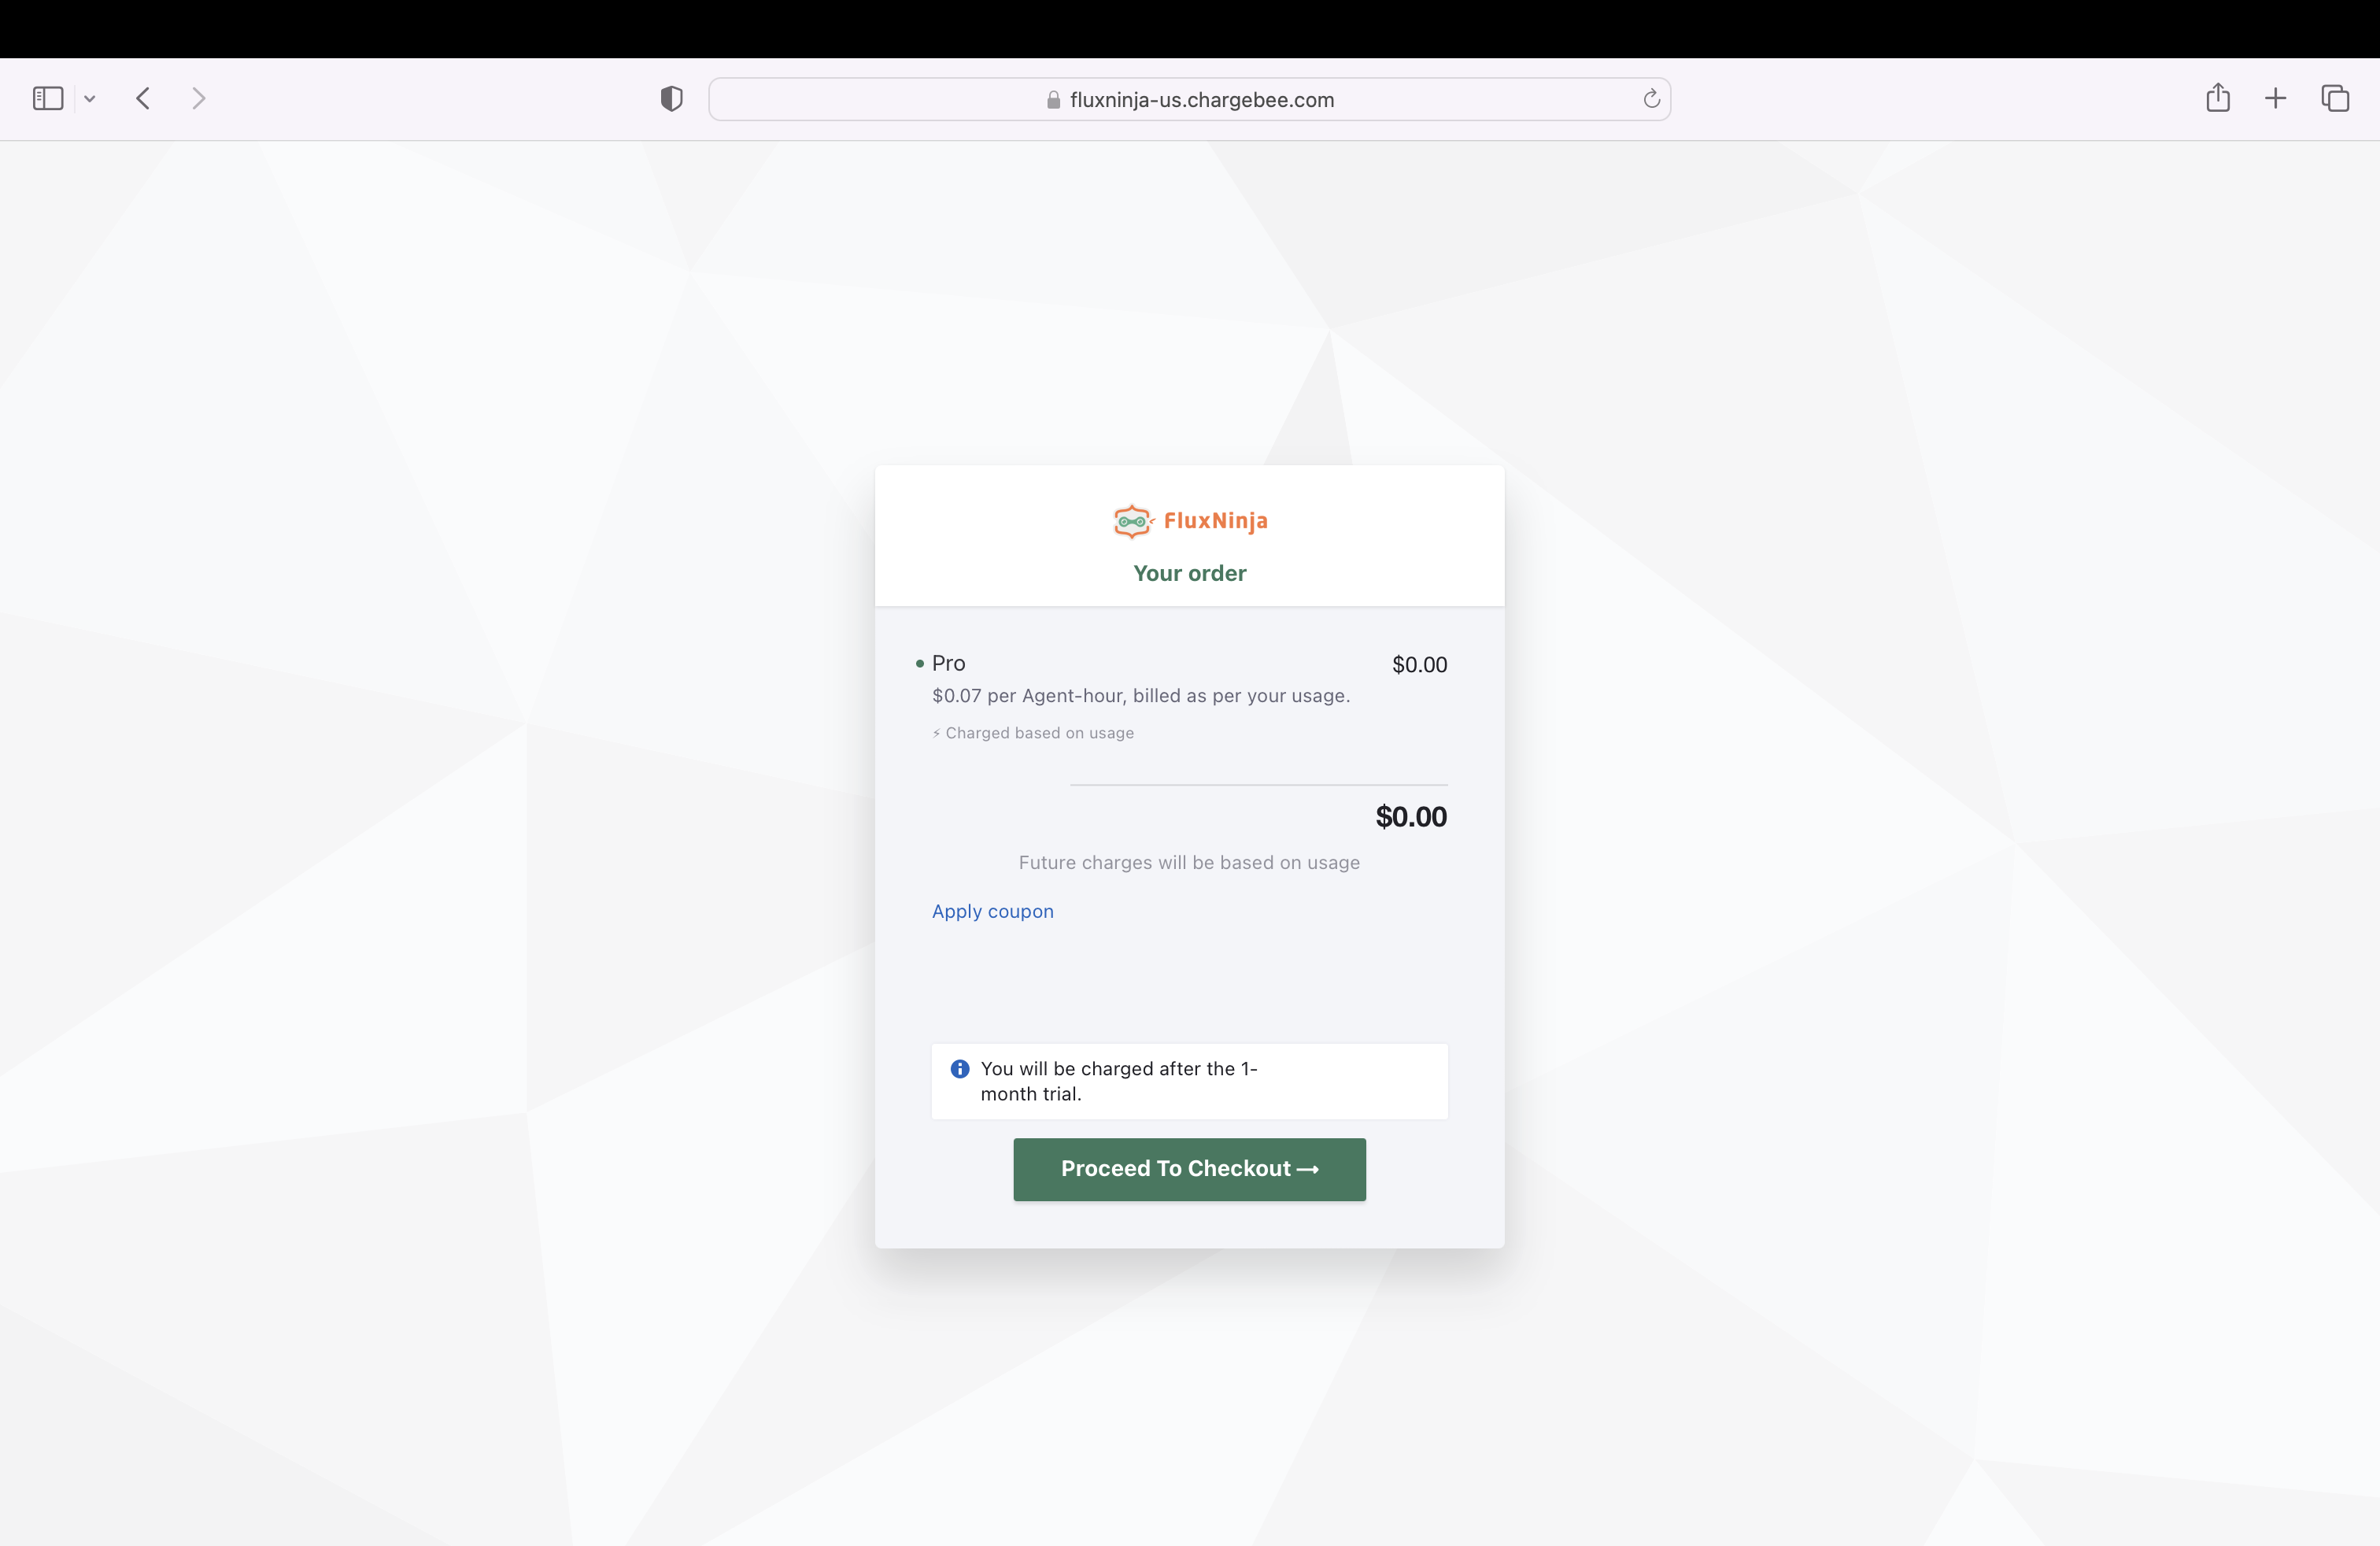 fluxninja-us.chargebee.com
FluxNinja
Your order
Pro
$0.00
$0.07 per Agent-hour, billed as per your usage.
⚡ Charged based on usage
$0.00
Future charges will be based on usage
Apply coupon
You will be charged after the 1-
month trial.
Proceed To Checkout→